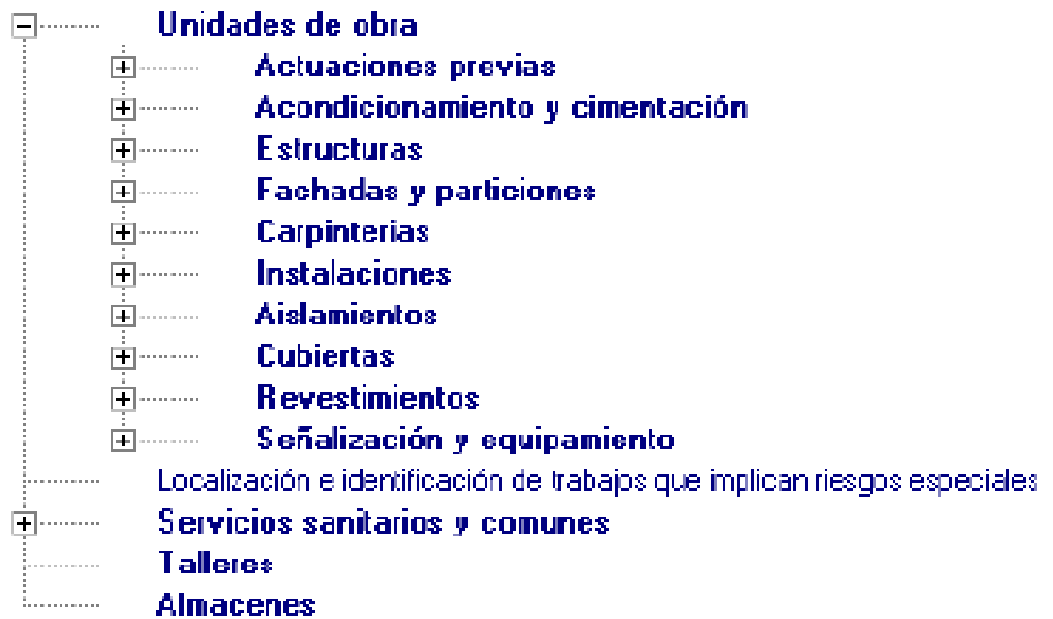 Unidades de obra
Actuaciones previas
Acondicionamiento y cimentación
Estructuras
Fachadas y particiones
Carpinterias
Instalaciones
Aislamientos
Cubiertas
Revestimientos
Señalización y equipamiento
Localización e identificación de trabajos que implican riesgos especiales
Servicios sanitarios y comunes
Talleres
Almacenes